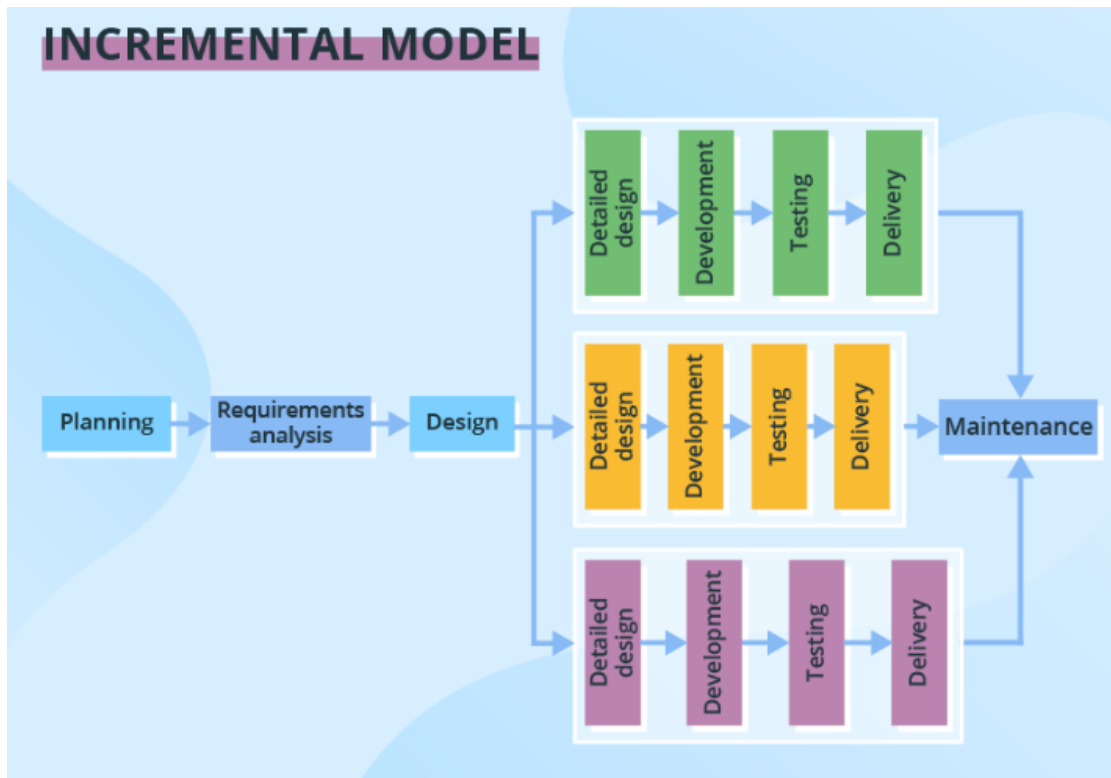 INCREMENTAL MODEL
Detailed
design
Development
Testing
Delivery
Planning
Requirements
analysis
Design
Detailed
design
Development
Testing
Delivery
Maintenance
Detailed
design
Development
Testing
Delivery